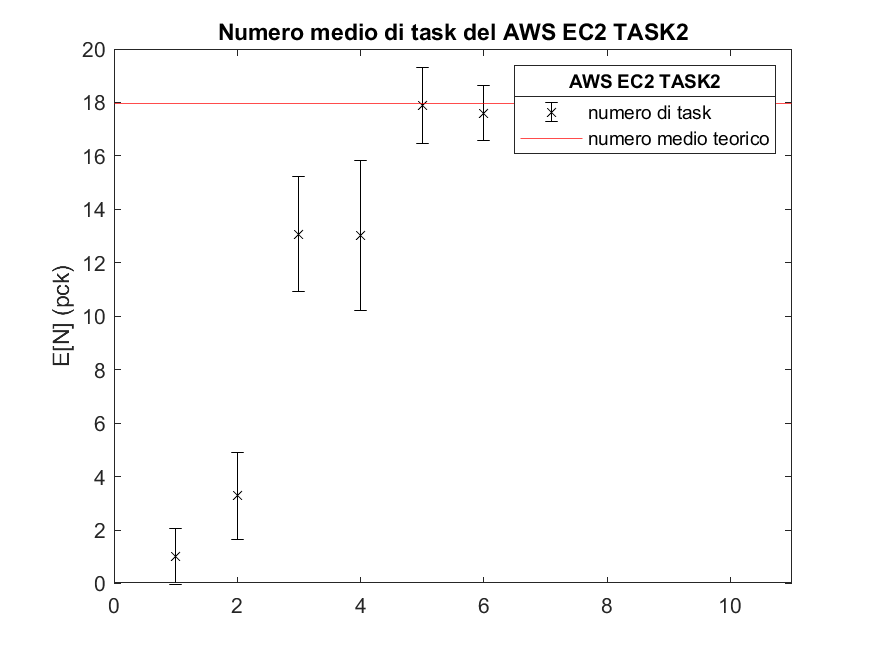 Numero medio di task del AWS EC2 TASK2
20
18
16
14
12
10
8
6
4
2
0
E[N] (pck)
AWS EC2 TASK2
numero di task
numero medio teorico
0 2 4 6 8 10